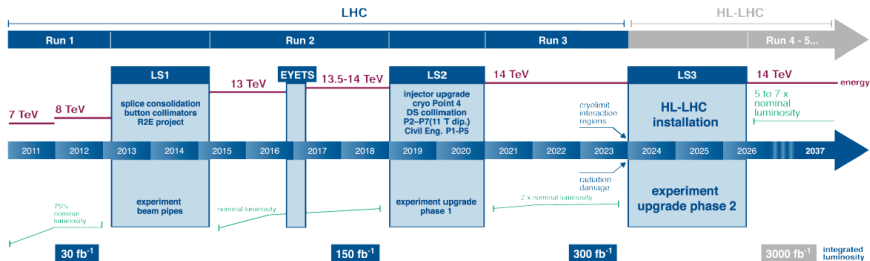 LHC
HL-LHC
Run 1
Run 2
Run 3
Run 4 - 5...
LS1
EYETS
LS2
LS3
7 TeV
8 TeV
13 TeV
13.5-14 TeV
14 TeV
14 TeV
energy
splice consolidation
button collimators
R2E project
injector upgrade
cryo Point 4
DS collimation
P2-P7(11 T dip.)
Civil Eng. P1-P5
cryolimit
interaction
regions
HL-LHC
installation
5 to 7 x
nominal
luminosity
2011
2012
2013
2014
2015
2016
2017
2018
2019
2020
2021
2022
2023
2024
2025
2026
2037
75%
nominal
luminosity
experiment
beam pipes
nominal luminosity
experiment upgrade
phase 1
2 x nominal luminosity
radiation
damage
experiment
upgrade phase 2
30 fb-1
150 fb-1
300 fb-1
3000 fb-1
integrated
luminosity